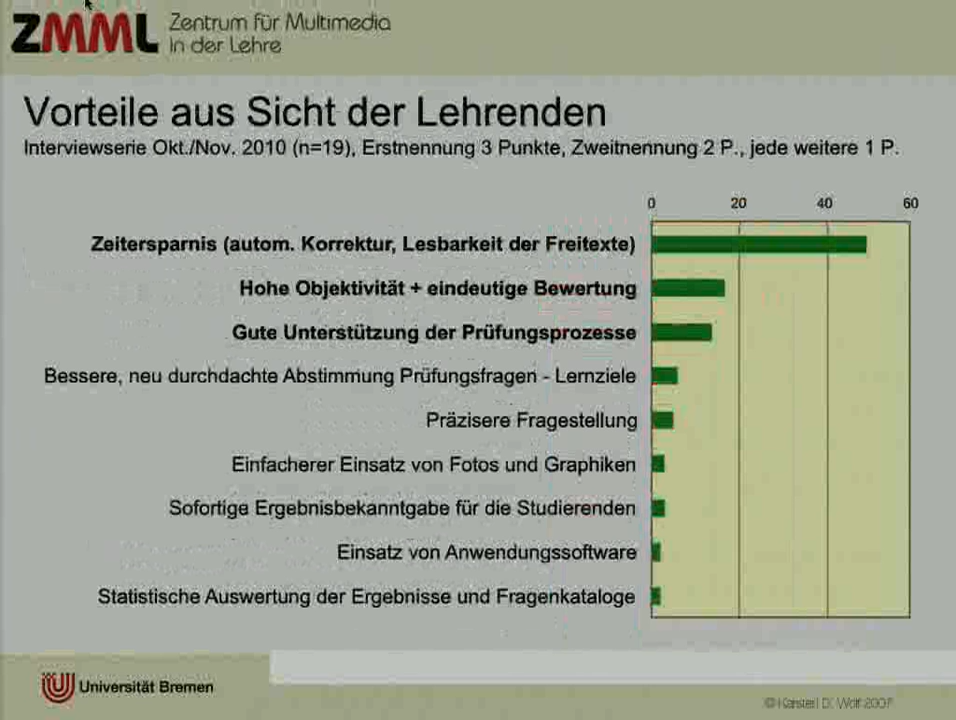 ZMML Zentrum für Multimedia
in der Lehre
Vorteile aus Sicht der Lehrenden
Interviewserie Okt./Nov. 2010 (n=19), Erstnennung 3 Punkte, Zweitnennung 2 P., jede weitere 1 P.
0 20 40 60
Zeitersparnis (autom. Korrektur, Lesbarkeit der Freitexte)
Hohe Objektivität + eindeutige Bewertung
Gute Unterstützung der Prüfungsprozesse
Bessere, neu durchdachte Abstimmung Prüfungsfragen - Lernziele
Präzisere Fragestellung
Einfacherer Einsatz von Fotos und Graphiken
Sofortige Ergebnisbekanntgabe für die Studierenden
Einsatz von Anwendungssoftware
Statistische Auswertung der Ergebnisse und Fragenkataloge
Universität Bremen
© Karsten D. Wolf